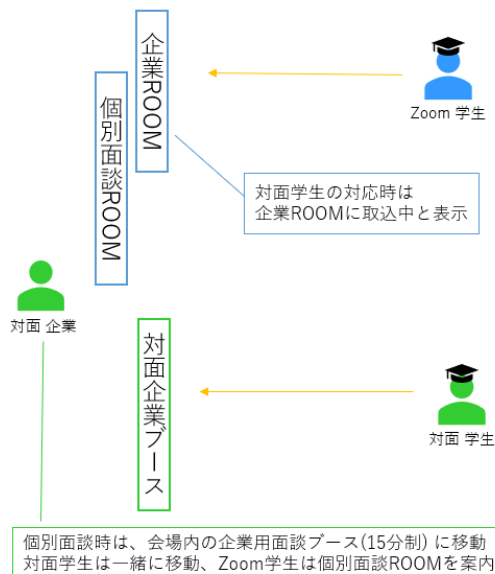 企業ROOM
個別面談ROOM
Zoom 学生
対面学生の対応時は
企業ROOMに取込中と表示
対面 企業
対面企業ブース
対面 学生
個別面談時は、会場内の企業用面談ブース(15分制) に移動
対面学生は一緒に移動、Zoom学生は個別面談ROOMを案内